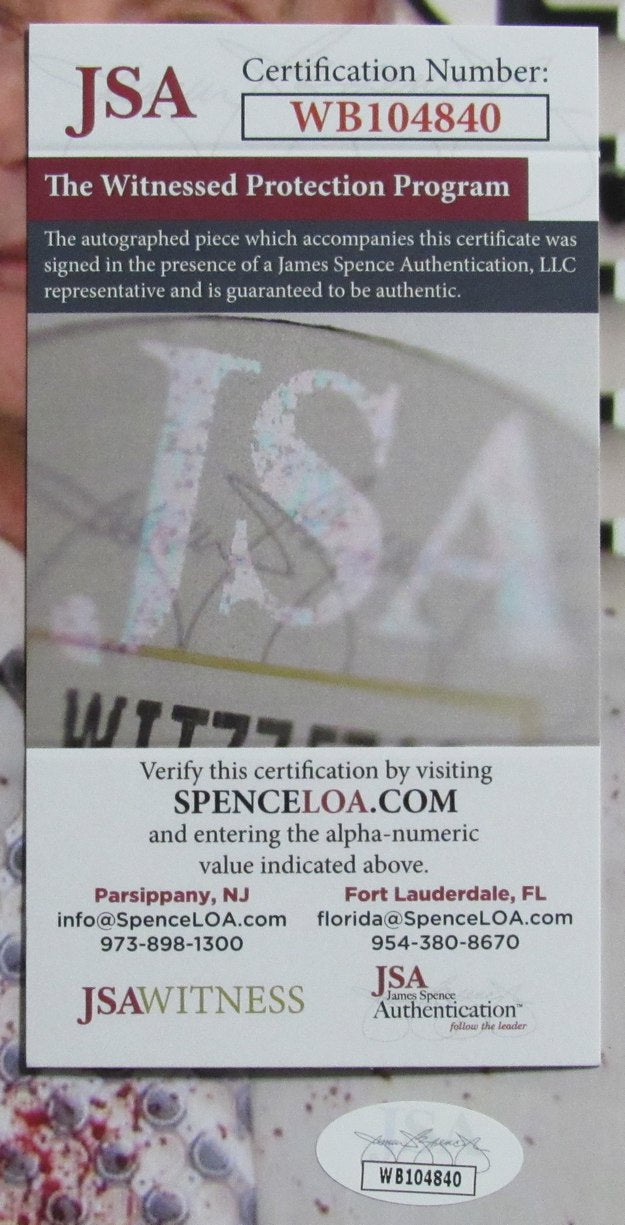 JSA
Certification Number:
WB104840
The Witnessed Protection Program
The autographed piece which accompanies this certificate was
signed in the presence of a James Spence Authentication, LLC
representative and is guaranteed to be authentic.
JSA
Verify this certification by visiting
SPENCELOA.COM
and entering the alpha-numeric
value indicated above.
Parsippany, NJ
info@SpenceLOA.com
973-898-1300
Fort Lauderdale, FL
florida@SpenceLOA.com
954-380-8670
JSAWITNESS
JSA
James Spence
Authentication™
follow the leader
JSA
WB104840